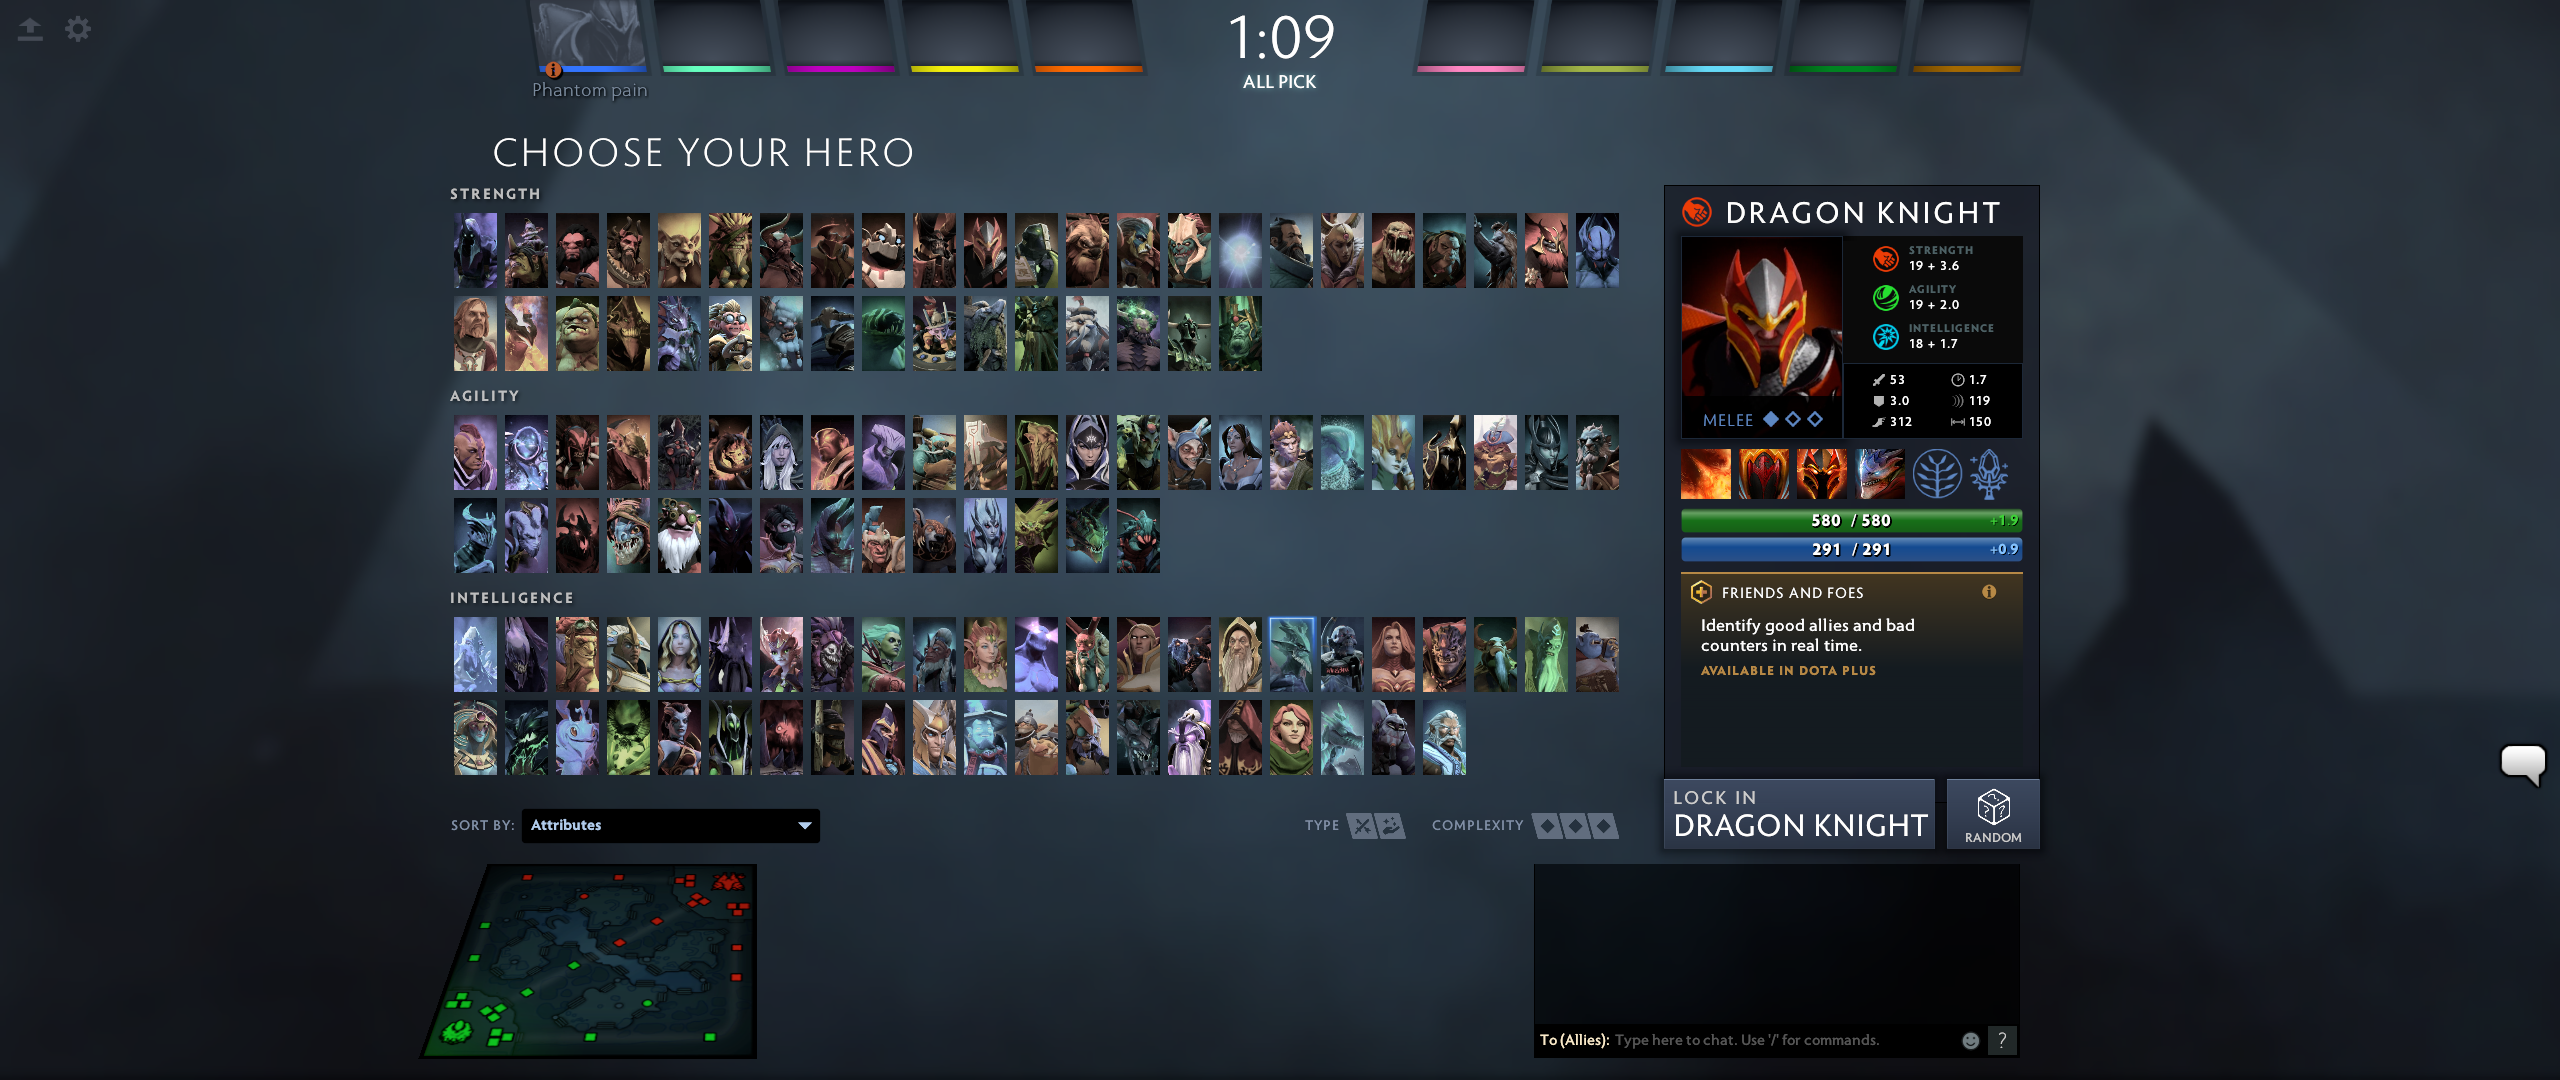 1:09
ALL PICK
Phantom pain
CHOOSE YOUR HERO
STRENGTH
AGILITY
INTELLIGENCE
DRAGON KNIGHT
STRENGTH
19 + 3.6
AGILITY
19 + 2.0
INTELLIGENCE
18 + 1.7
53 1.7
3.0 119
312 150
MELEE
580 / 580 +1.9
291 / 291 +0.9
FRIENDS AND FOES
Identify good allies and bad
counters in real time.
AVAILABLE IN DOTA PLUS
LOCK IN
DRAGON KNIGHT
RANDOM
SORT BY: Attributes
TYPE
COMPLEXITY
To (Allies): Type here to chat. Use '/' for commands. ?